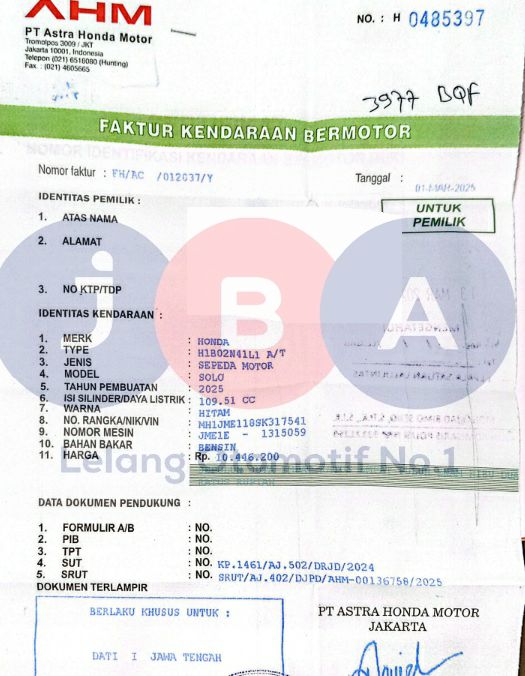 AHM
NO. : H 0485397
PT Astra Honda Motor
Tromolpos 3009 / JKT
Jakarta 10001, Indonesia
Telepon (021) 6518080 (Hunting)
Fax. : (021) 4605665
3977 BQF
FAKTUR KENDARAAN BERMOTOR
Nomor faktur : FH/AC /012637/Y
Tanggal : 01-MAR-2025
IDENTITAS PEMILIK :
UNTUK
PEMILIK
1. ATAS NAMA
2. ALAMAT
3. NO KTP/TDP
JBA
IDENTITAS KENDARAAN :
1. MERK : HONDA
2. TYPE : H1B02N41L1 A/T
3. JENIS : SEPEDA MOTOR
4. MODEL : SOLO
5. TAHUN PEMBUATAN : 2025
6. ISI SILINDER/DAYA LISTRIK : 109.51 CC
7. WARNA : HITAM
8. NO. RANGKA/NIK/VIN : MH1JME118SK317541
9. NOMOR MESIN : JME1E - 1315059
10. BAHAN BAKAR : BENSIN
11. HARGA : Rp. 10.446.200
Lelang Otomotif No 1
RATUS RUPIAH
DATA DOKUMEN PENDUKUNG :
1. FORMULIR A/B : NO.
2. PIB : NO.
3. TPT : NO.
4. SUT : NO. KP.1461/AJ.502/DRJD/2024
5. SRUT : NO. SRUT/AJ.402/DJPD/AHM-00136758/2025
DOKUMEN TERLAMPIR
BERLAKU KHUSUS UNTUK :
DATI I JAWA TENGAH
PT ASTRA HONDA MOTOR
JAKARTA